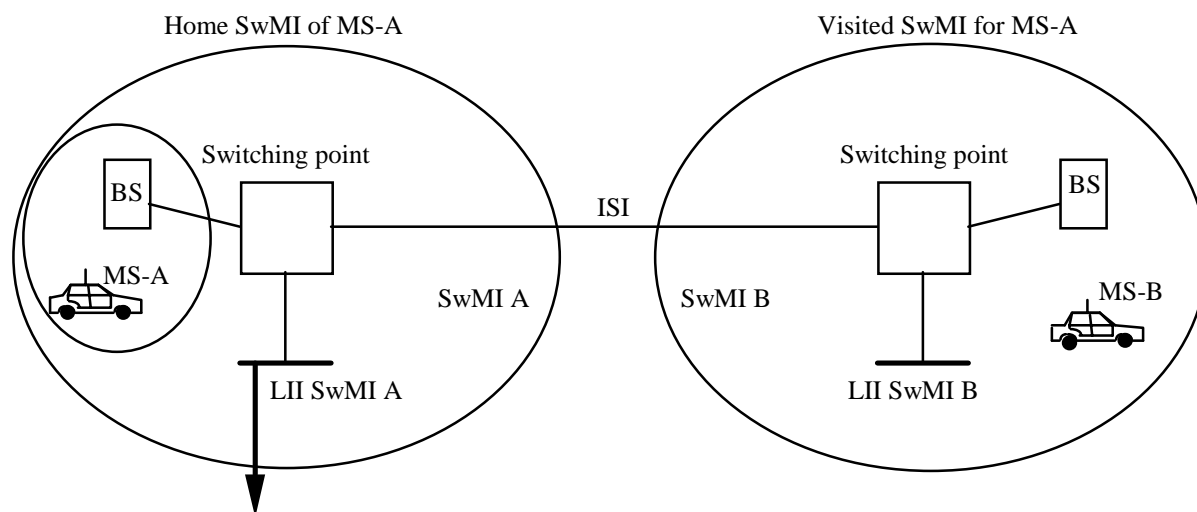 Home SwMI of MS-A
Visited SwMI for MS-A
Switching point
Switching point
BS
BS
ISI
MS-A
MS-B
SwMI A
SwMI B
LII SwMI A
LII SwMI B